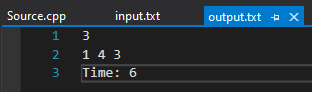 Source.cpp input.txt output.txt
1 3
2 1 4 3
3 Time: 6